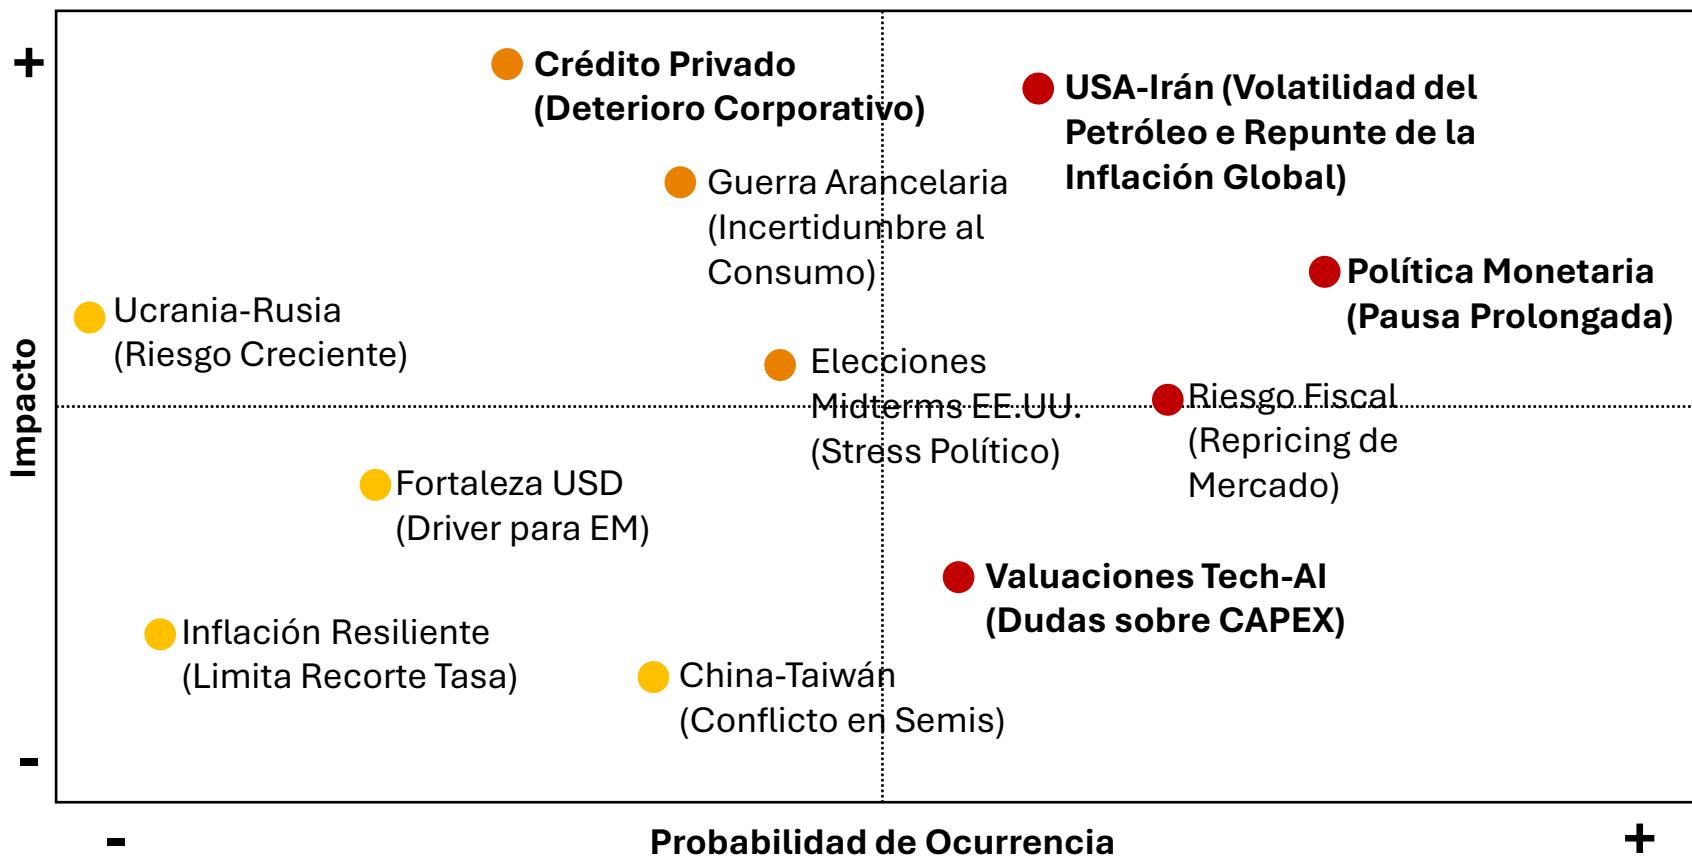 +
Crédito Privado
(Deterioro Corporativo)
USA-Irán (Volatilidad del
Petróleo e Repunte de la
Inflación Global)
Guerra Arancelaria
(Incertidumbre al
Consumo)
Política Monetaria
(Pausa Prolongada)
Ucrania-Rusia
(Riesgo Creciente)
Elecciones
Midterms EE.UU.
(Stress Político)
Riesgo Fiscal
(Repricing de
Mercado)
Impacto
Fortaleza USD
(Driver para EM)
Valuaciones Tech-AI
(Dudas sobre CAPEX)
Inflación Resiliente
(Limita Recorte Tasa)
China-Taiwán
(Conflicto en Semis)
-
-
Probabilidad de Ocurrencia
+